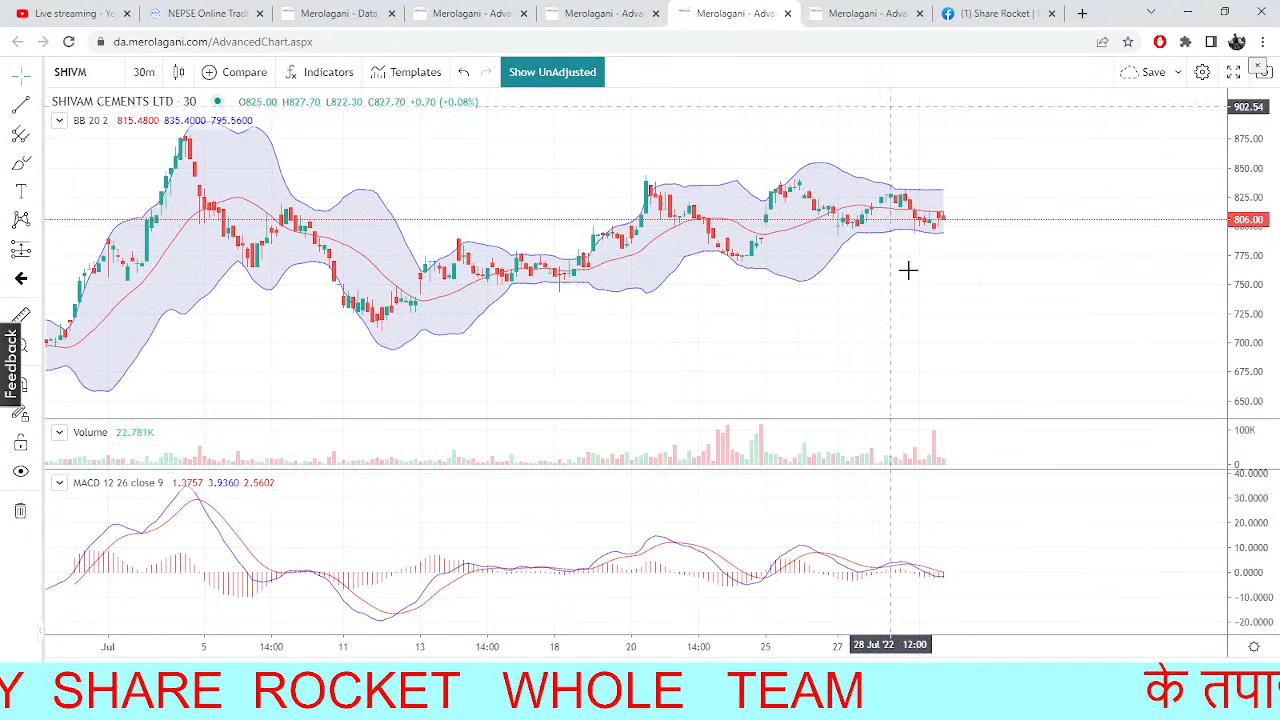 Live streaming - Yo
NEPSE Online Tradin
Merolagani - Data
Merolagani - Advan
Merolagani - Advan
Merolagani - Advan
Merolagani - Advan
(1) Share Rocket | L
da.merolagani.com/AdvancedChart.aspx
SHIVM 30m Compare Indicators Templates Show UnAdjusted Save
SHIVAM CEMENTS LTD · 30 O825.00 H827.70 L822.30 C827.70 +0.70 (+0.08%)
BB 20 2 815.4800 835.4000 795.5600
902.54
875.00
850.00
825.00
806.00
775.00
750.00
725.00
700.00
675.00
650.00
Feedback
Volume 22.781K
100K
0
MACD 12 26 close 9 1.3757 3.9360 2.5602
40.0000
30.0000
20.0000
10.0000
0.0000
-10.0000
-20.0000
Jul 5 14:00 11 13 14:00 18 20 14:00 25 27 28 Jul '22 12:00
Y SHARE ROCKET WHOLE TEAM के तपा